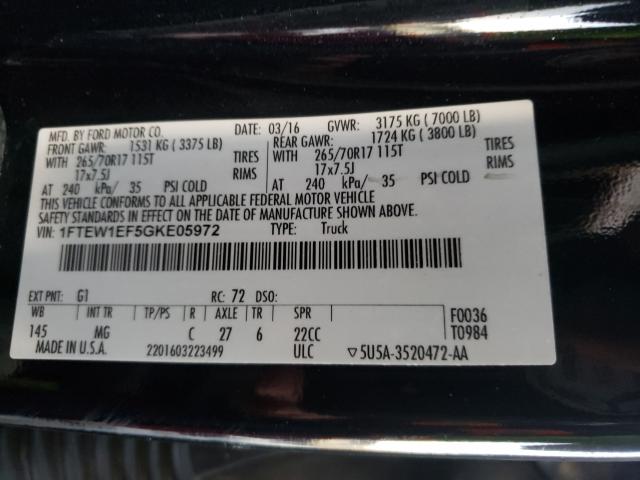 MFD. BY FORD MOTOR CO.
DATE: 03/16 GVWR: 3175 KG ( 7000 LB)
FRONT GAWR: 1531 KG ( 3375 LB) REAR GAWR: 1724 KG ( 3800 LB)
WITH 265/70R17 115T TIRES WITH 265/70R17 115T TIRES
17x7.5J RIMS 17x7.5J RIMS
AT 240 kPa/ 35 PSI COLD AT 240 kPa/ 35 PSI COLD
THIS VEHICLE CONFORMS TO ALL APPLICABLE FEDERAL MOTOR VEHICLE
SAFETY STANDARDS IN EFFECT ON THE DATE OF MANUFACTURE SHOWN ABOVE.
VIN: 1FTEW1EF5GKE05972 TYPE: Truck
EXT PNT: G1 RC: 72 DSO:
WB INT TR TP/PS R AXLE TR SPR F0036
145 MG C 27 6 22CC T0984
MADE IN U.S.A. 2201603223499 ULC ▽5U5A-3520472-AA